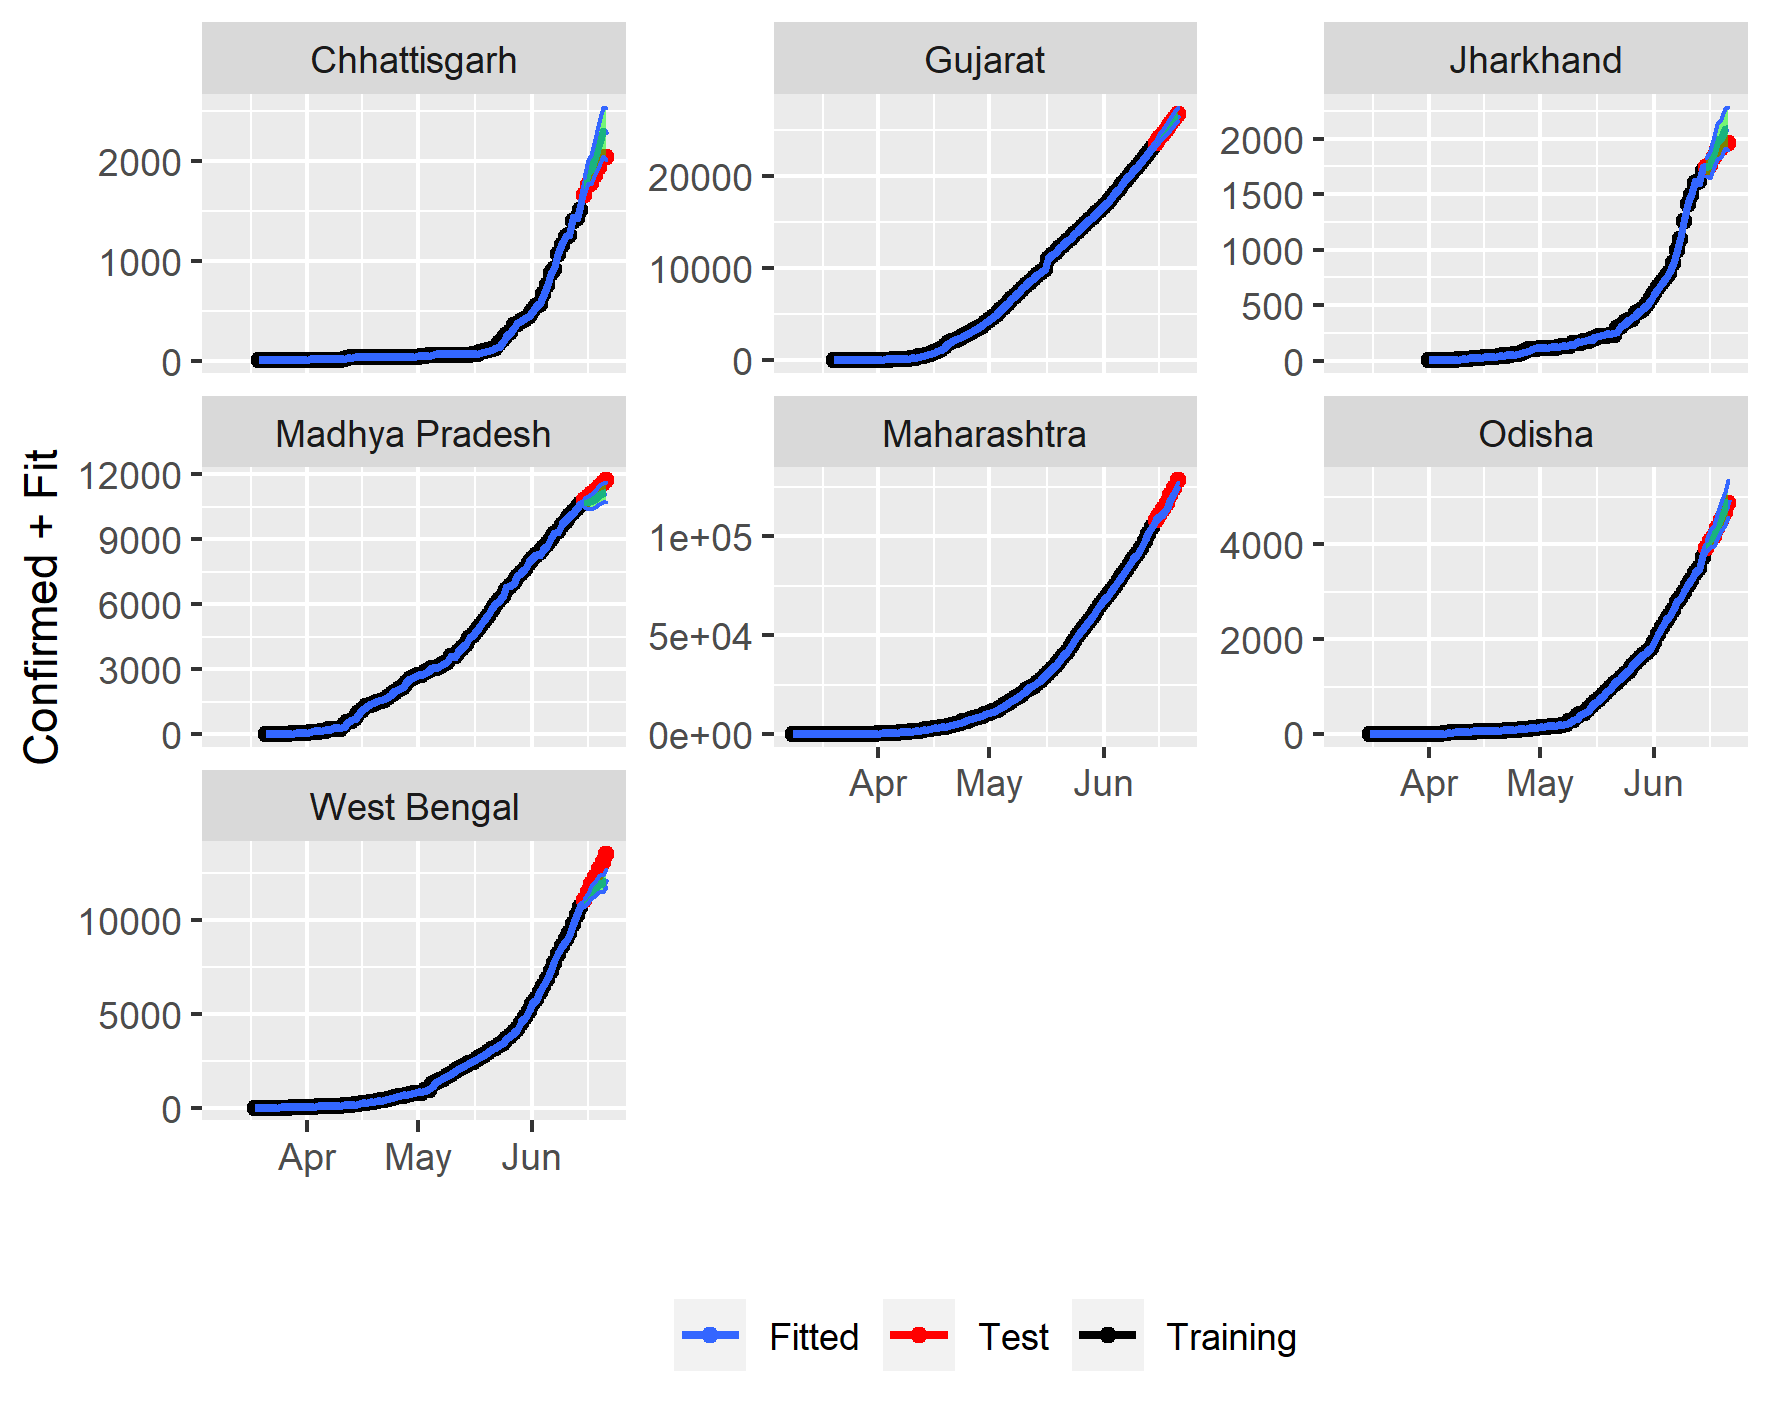 Chhattisgarh Gujarat Jharkhand
2000
1000
0
20000
10000
0
2000
1500
1000
500
0
Madhya Pradesh Maharashtra Odisha
12000
9000
6000
3000
0
1e+05
5e+04
0e+00
4000
2000
0
Apr May Jun
Apr May Jun
West Bengal
10000
5000
0
Apr May Jun
Confirmed + Fit
Fitted Test Training